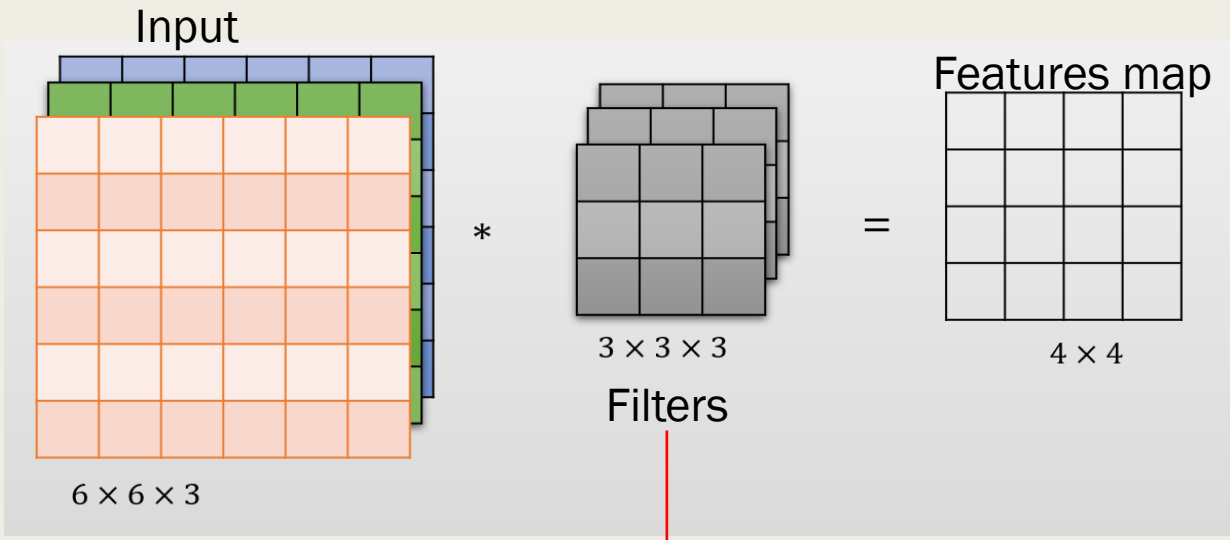 Input
Features map
*
=
3 × 3 × 3
4 × 4
Filters
6 × 6 × 3